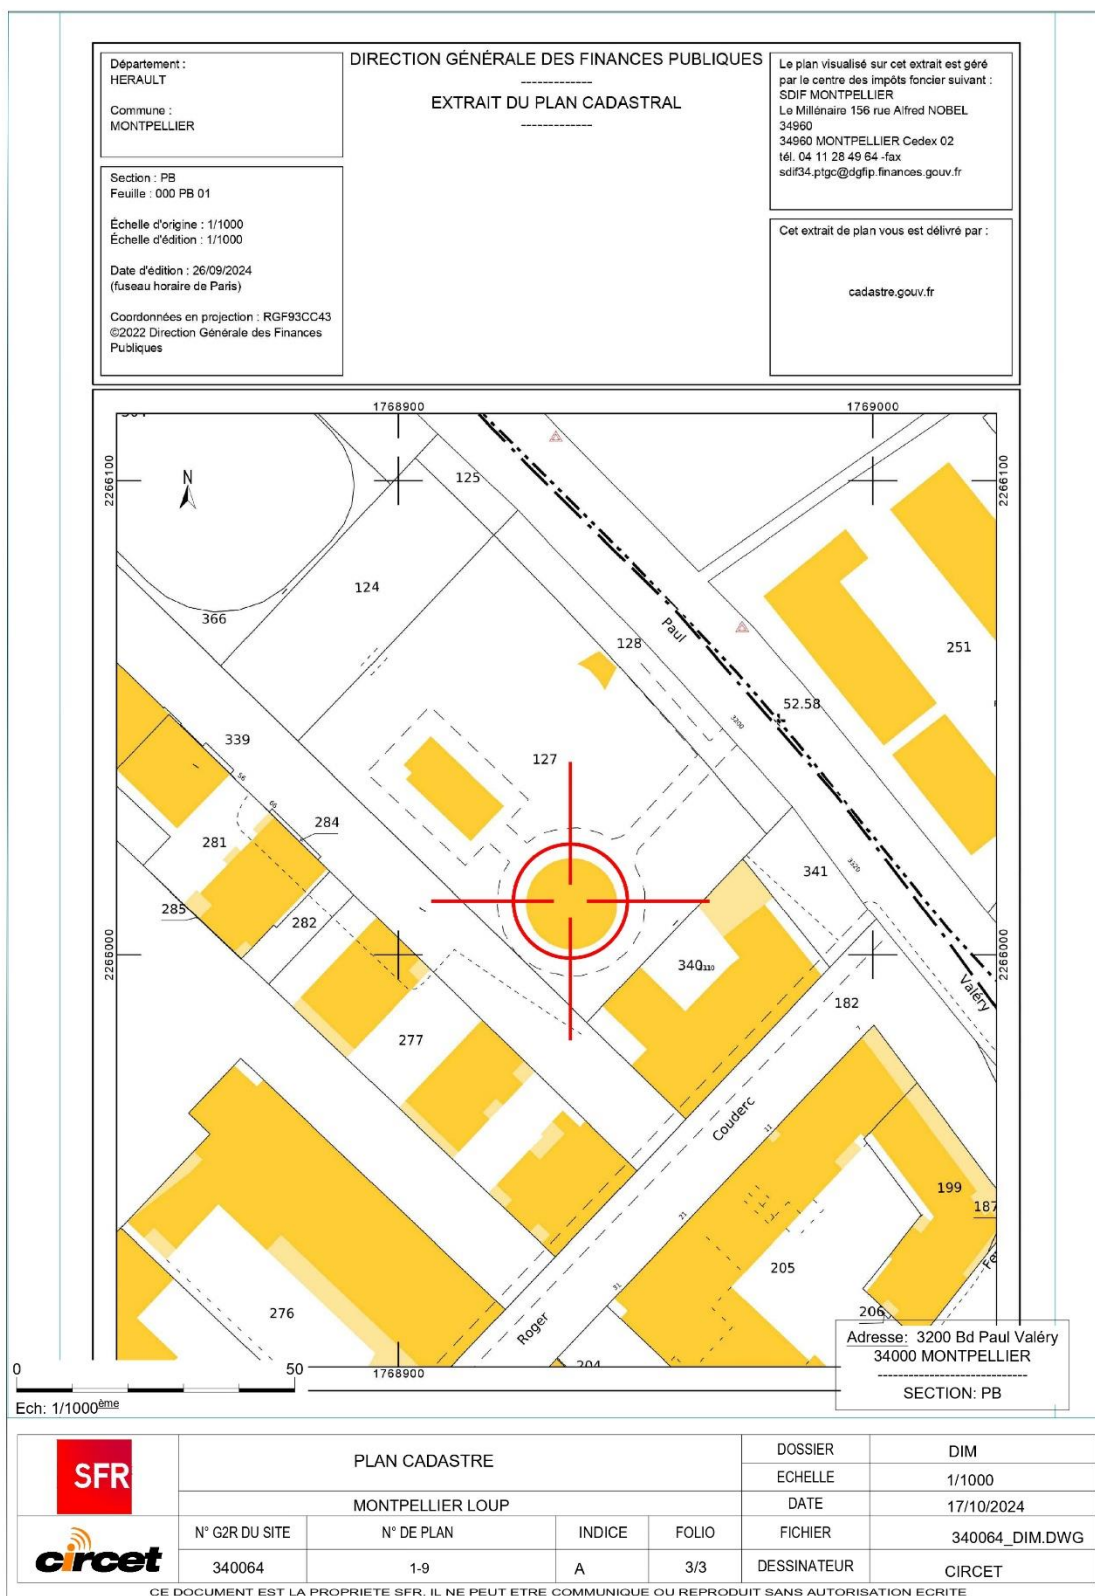 Département :
HERAULT
Commune :
MONTPELLIER
DIRECTION GÉNÉRALE DES FINANCES PUBLIQUES
-------------
EXTRAIT DU PLAN CADASTRAL
-------------
Le plan visualisé sur cet extrait est géré
par le centre des impôts foncier suivant :
SDIF MONTPELLIER
Le Millénaire 156 rue Alfred NOBEL
34960
34960 MONTPELLIER Cedex 02
tél. 04 11 28 49 64 -fax
sdif34.ptgc@dgfip.finances.gouv.fr
Section : PB
Feuille : 000 PB 01
Échelle d'origine : 1/1000
Échelle d'édition : 1/1000
Date d'édition : 26/09/2024
(fuseau horaire de Paris)
Coordonnées en projection : RGF93CC43
©2022 Direction Générale des Finances
Publiques
Cet extrait de plan vous est délivré par :
cadastre.gouv.fr
1768900
1769000
2266100
2266100
N
125
124
366
128
Paul
251
52.58
3200
339
127
56
66
284
281
341
3320
285
282
340
3110
2266000
2266000
Valéry
182
277
Couderc
11
199
187
21
205
31
276
206
Roger
204
1768900
Adresse: 3200 Bd Paul Valéry
34000 MONTPELLIER
-----------------------------
SECTION: PB
0 50
Ech: 1/1000ème
SFR
PLAN CADASTRE
DOSSIER DIM
ECHELLE 1/1000
MONTPELLIER LOUP
DATE 17/10/2024
circet
N° G2R DU SITE N° DE PLAN INDICE FOLIO FICHIER 340064_DIM.DWG
340064 1-9 A 3/3 DESSINATEUR CIRCET
CE DOCUMENT EST LA PROPRIETE SFR. IL NE PEUT ETRE COMMUNIQUE OU REPRODUIT SANS AUTORISATION ECRITE